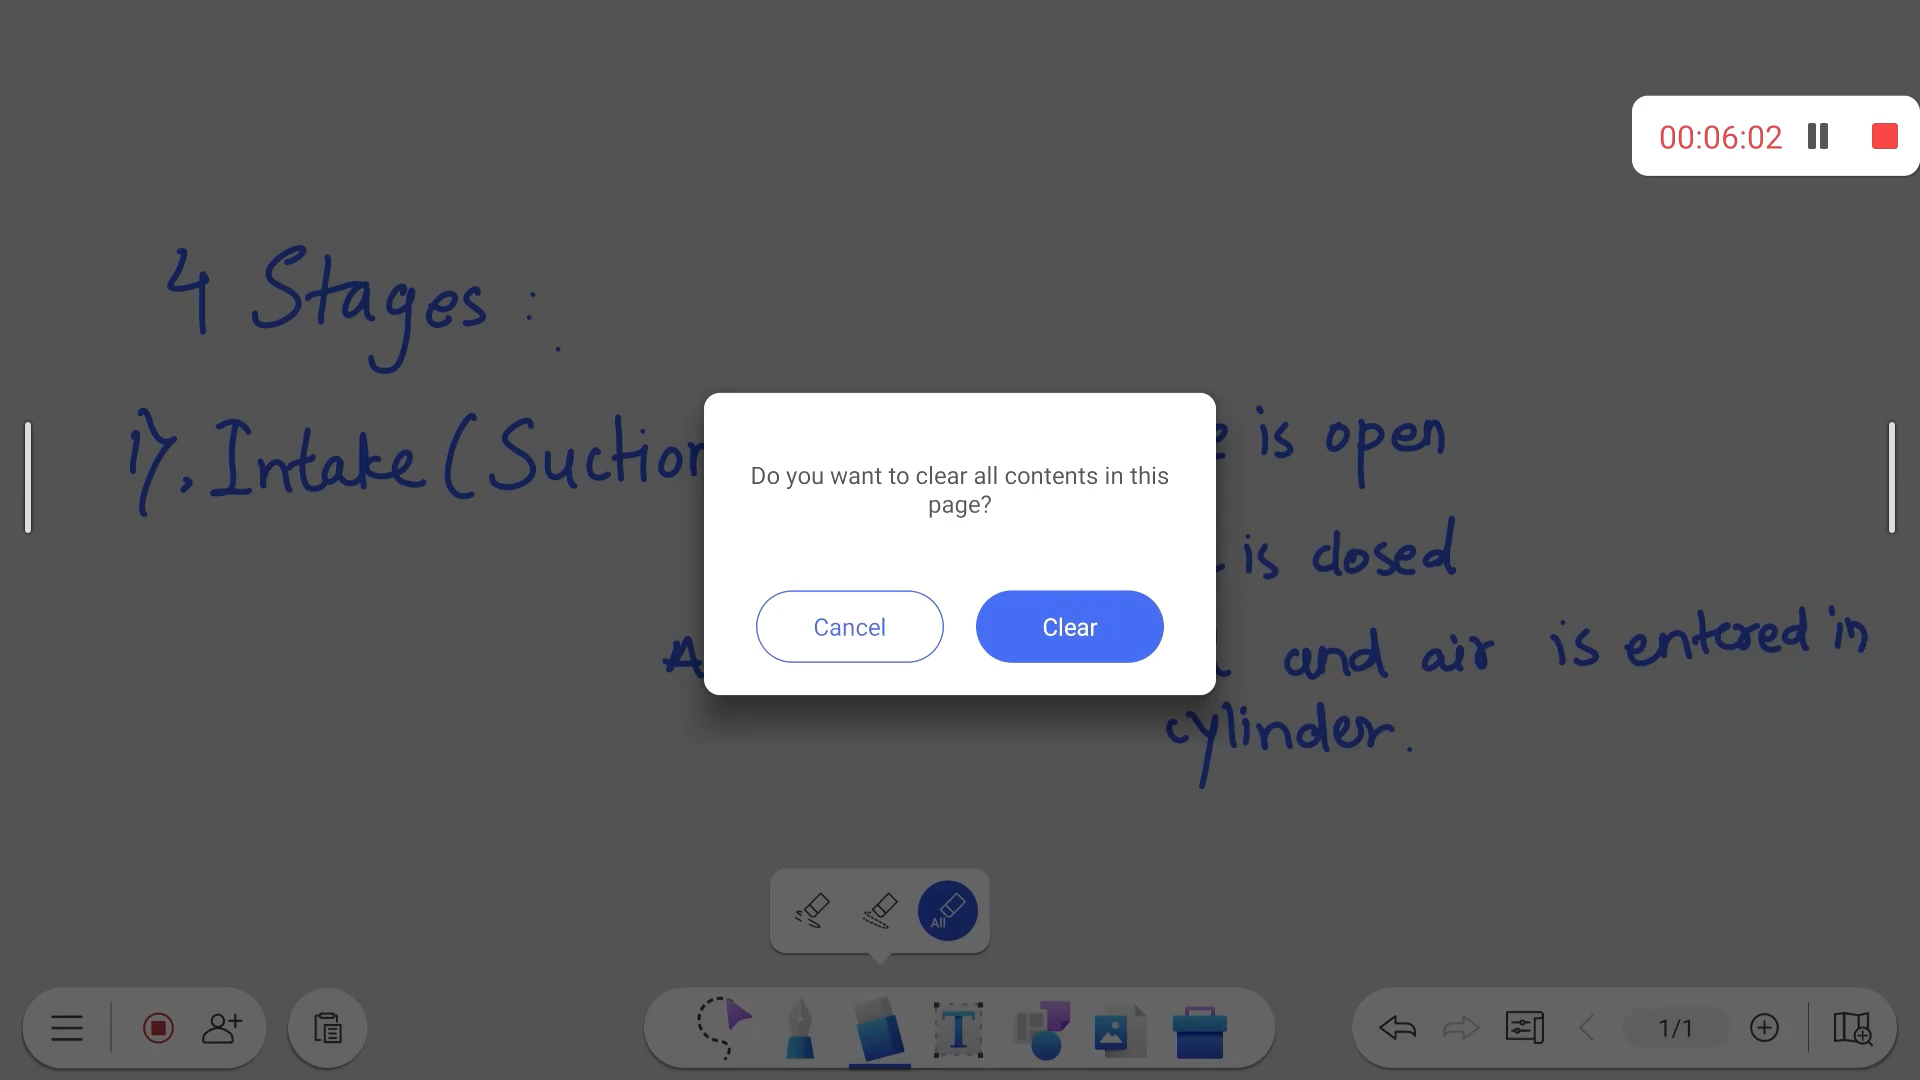 00:06:02
4 Stages :
1). Intake (Suction
is open
is closed
and air is entered in
cylinder.
Do you want to clear all contents in this
page?
Cancel
Clear
All
T
1/1